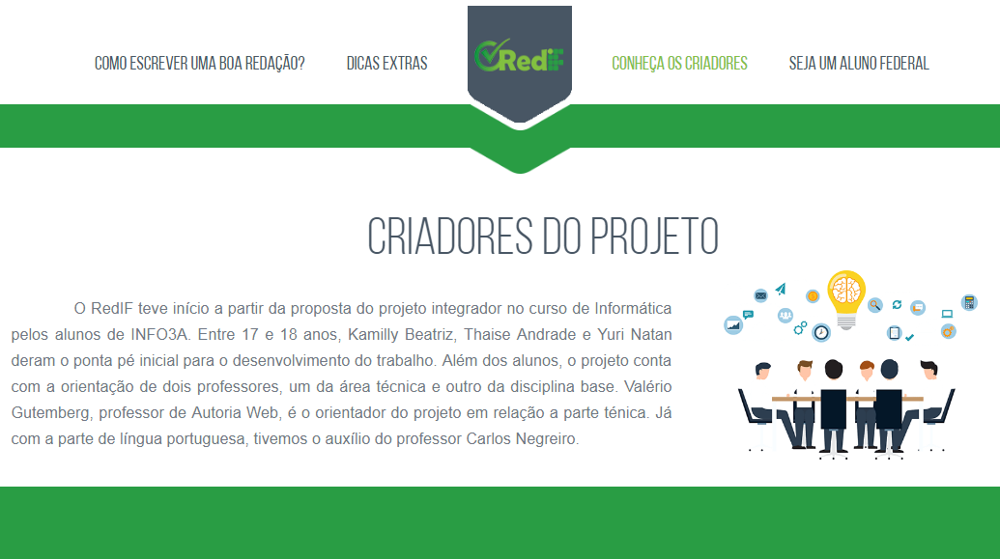 COMO ESCREVER UMA BOA REDAÇÃO?
DICAS EXTRAS
RedIF
CONHEÇA OS CRIADORES
SEJA UM ALUNO FEDERAL
CRIADORES DO PROJETO
O RedIF teve início a partir da proposta do projeto integrador no curso de Informática
pelos alunos de INFO3A. Entre 17 e 18 anos, Kamilly Beatriz, Thaise Andrade e Yuri Natan
deram o ponta pé inicial para o desenvolvimento do trabalho. Além dos alunos, o projeto conta
com a orientação de dois professores, um da área técnica e outro da disciplina base. Valério
Gutemberg, professor de Autoria Web, é o orientador do projeto em relação a parte ténica. Já
com a parte de língua portuguesa, tivemos o auxílio do professor Carlos Negreiro.